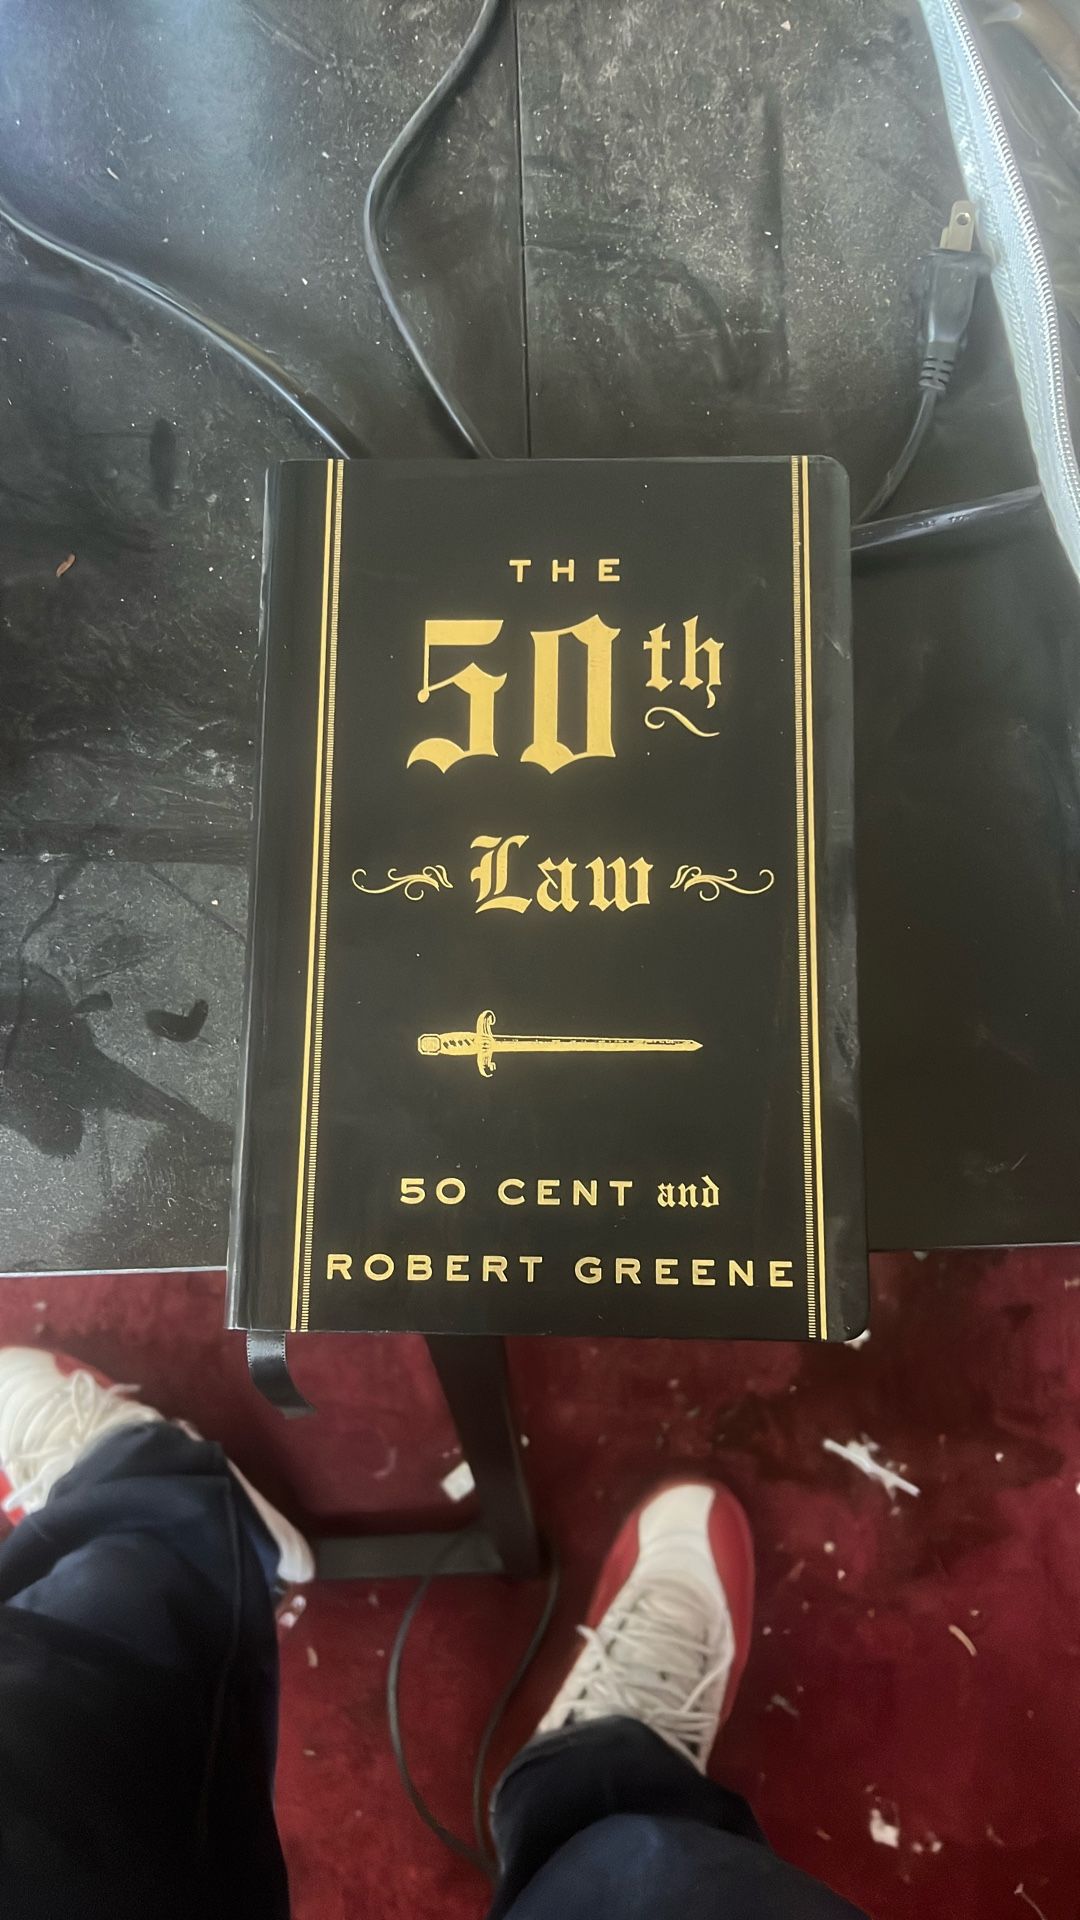 THE
50th
Law
50 CENT and
ROBERT GREENE